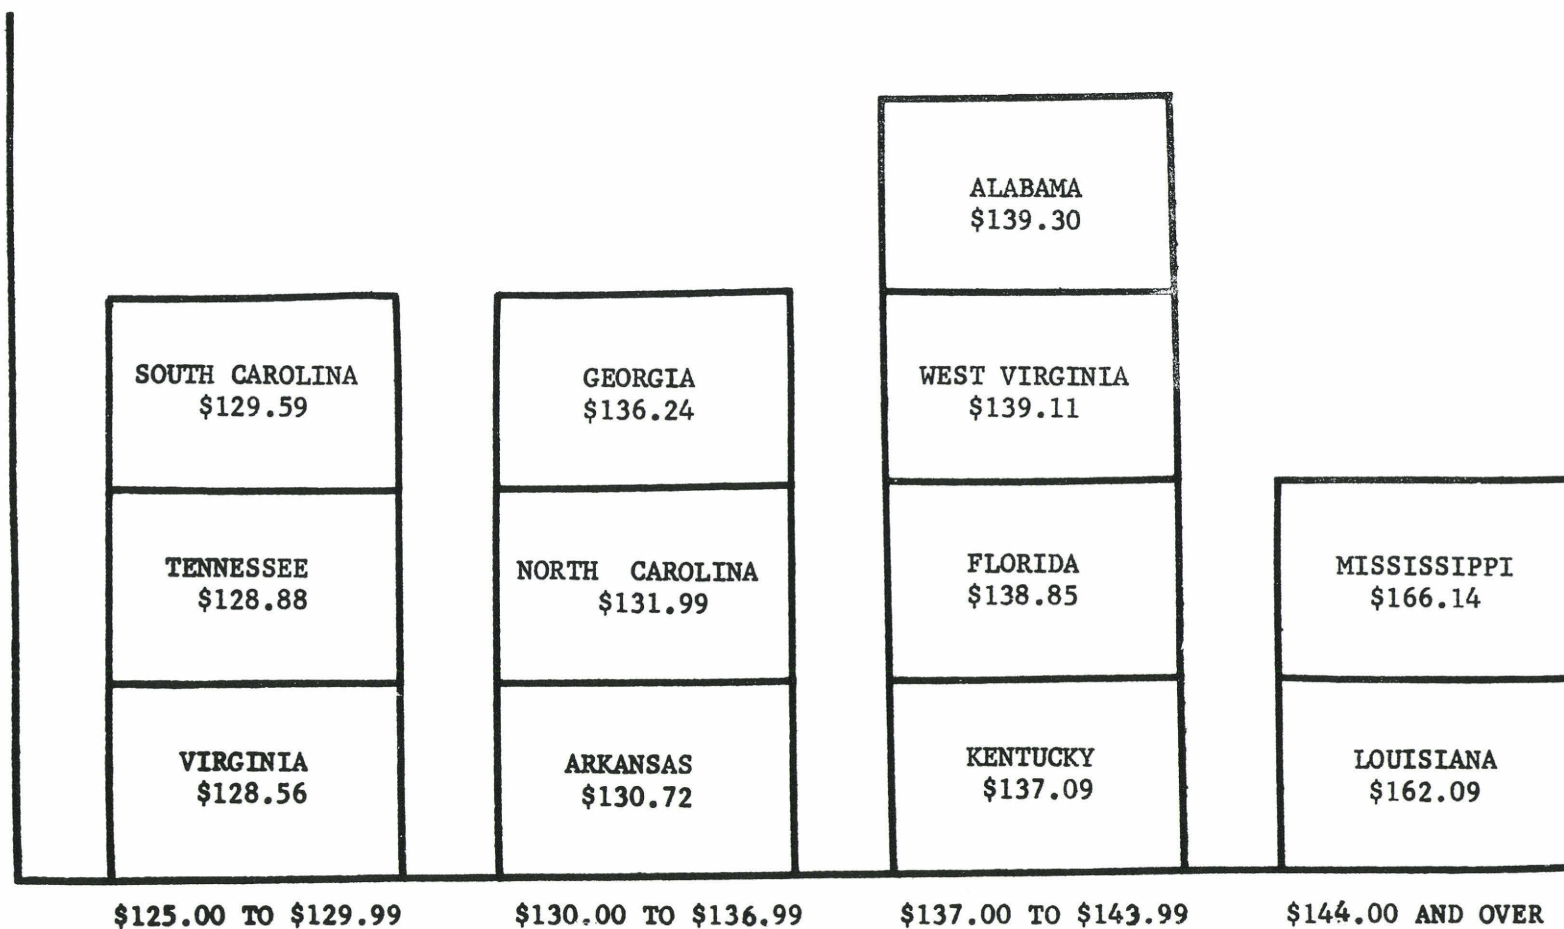 ALABAMA
$139.30
SOUTH CAROLINA
$129.59
GEORGIA
$136.24
WEST VIRGINIA
$139.11
TENNESSEE
$128.88
NORTH CAROLINA
$131.99
FLORIDA
$138.85
MISSISSIPPI
$166.14
VIRGINIA
$128.56
ARKANSAS
$130.72
KENTUCKY
$137.09
LOUISIANA
$162.09
$125.00 TO $129.99
$130.00 TO $136.99
$137.00 TO $143.99
$144.00 AND OVER